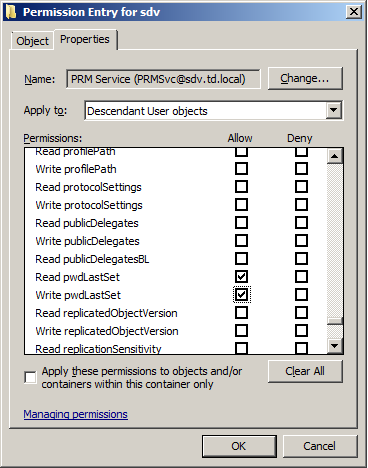 Permission Entry for sdv
Object Properties
Name: PRM Service (PRMSvc@sdv.td.local) Change...
Apply to: Descendant User objects
Permissions: Allow Deny
Read profilePath
Write profilePath
Read protocolSettings
Write protocolSettings
Read publicDelegates
Write publicDelegates
Read publicDelegatesBL
Read pwdLastSet
Write pwdLastSet
Read replicatedObjectVersion
Write replicatedObjectVersion
Read replicationSensitivity
Apply these permissions to objects and/or
containers within this container only
Clear All
Managing permissions
OK Cancel